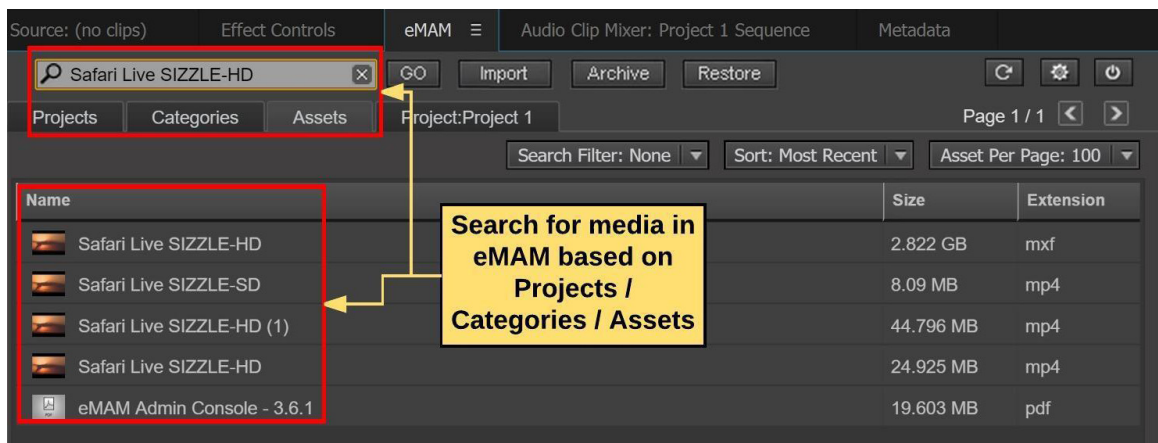 Source: (no clips) Effect Controls eMAM Audio Clip Mixer: Project 1 Sequence Metadata
Safari Live SIZZLE-HD GO Import Archive Restore
Projects Categories Assets Project:Project 1 Page 1 / 1
Search Filter: None Sort: Most Recent Asset Per Page: 100
Name Size Extension
Safari Live SIZZLE-HD 2.822 GB mxf
Safari Live SIZZLE-SD 8.09 MB mp4
Safari Live SIZZLE-HD (1) 44.796 MB mp4
Safari Live SIZZLE-HD 24.925 MB mp4
eMAM Admin Console - 3.6.1 19.603 MB pdf
Search for media in
eMAM based on
Projects /
Categories / Assets